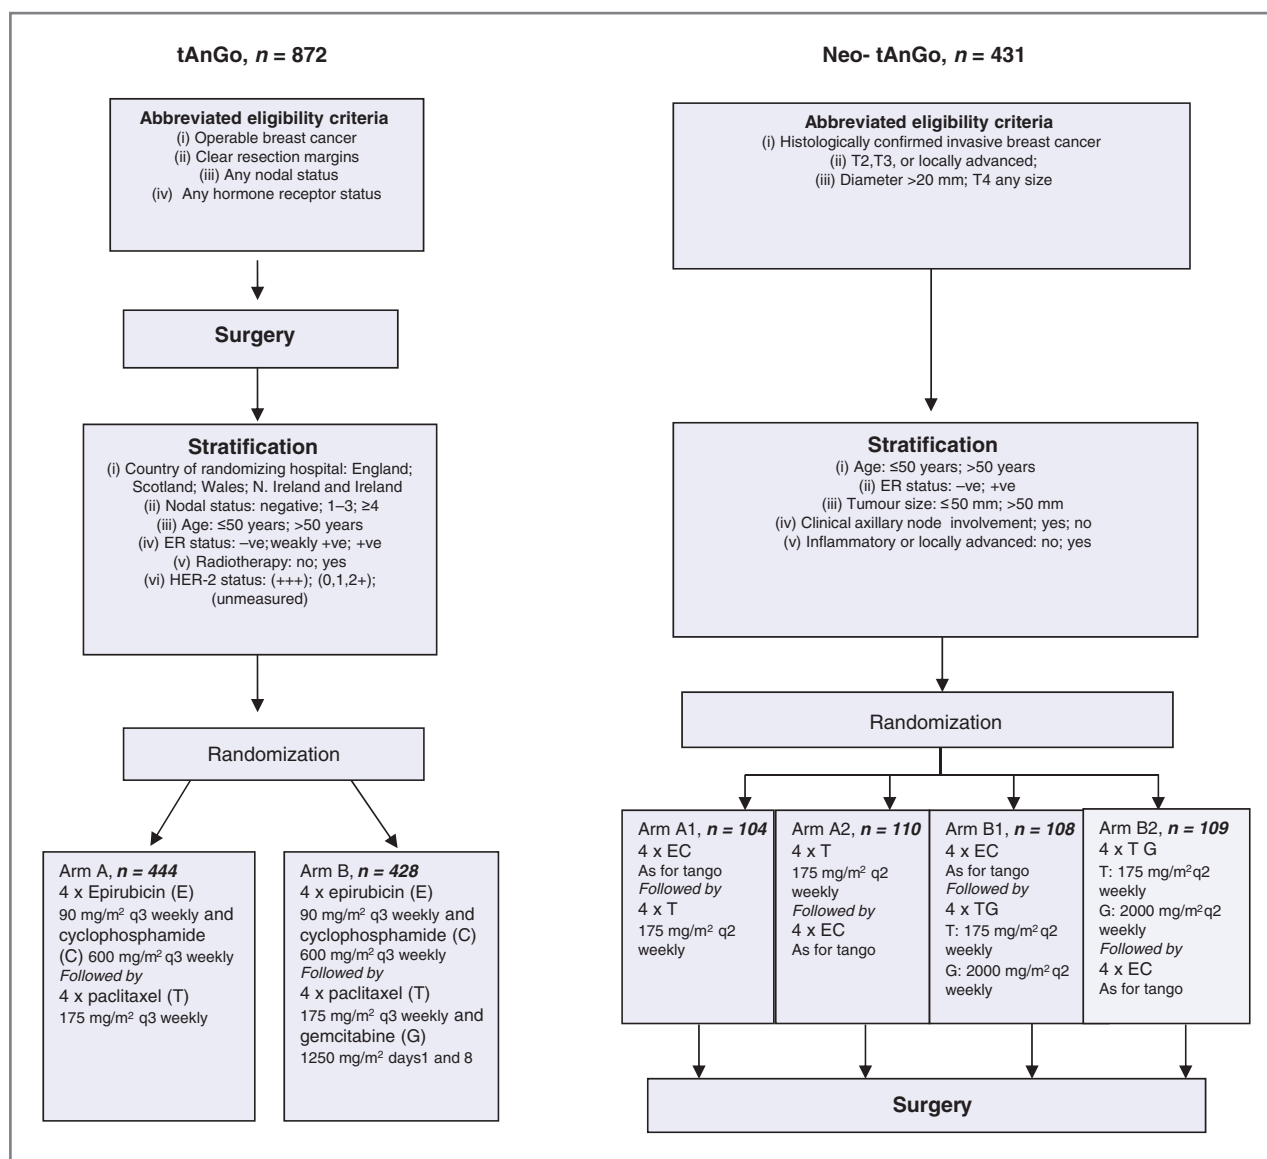 tAnGo, n = 872
Abbreviated eligibility criteria
(i) Operable breast cancer
(ii) Clear resection margins
(iii) Any nodal status
(iv) Any hormone receptor status
Surgery
Stratification
(i) Country of randomizing hospital: England;
Scotland; Wales; N. Ireland and Ireland
(ii) Nodal status: negative; 1–3; ≥4
(iii) Age: ≤50 years; >50 years
(iv) ER status: –ve;weakly +ve; +ve
(v) Radiotherapy: no; yes
(vi) HER-2 status: (+++); (0,1,2+);
(unmeasured)
Randomization
Arm A, n = 444
4 x Epirubicin (E)
90 mg/m² q3 weekly and
cyclophosphamide
(C) 600 mg/m² q3 weekly
Followed by
4 x paclitaxel (T)
175 mg/m² q3 weekly
Arm B, n = 428
4 x epirubicin (E)
90 mg/m² q3 weekly and
cyclophosphamide (C)
600 mg/m² q3 weekly
Followed by
4 x paclitaxel (T)
175 mg/m² q3 weekly and
gemcitabine (G)
1250 mg/m² days1 and 8
Neo- tAnGo, n = 431
Abbreviated eligibility criteria
(i) Histologically confirmed invasive breast cancer
(ii) T2,T3, or locally advanced;
(iii) Diameter >20 mm; T4 any size
Stratification
(i) Age: ≤50 years; >50 years
(ii) ER status: –ve; +ve
(iii) Tumour size: ≤50 mm; >50 mm
(iv) Clinical axillary node involvement; yes; no
(v) Inflammatory or locally advanced: no; yes
Randomization
Arm A1, n = 104
4 x EC
As for tango
Followed by
4 x T
175 mg/m² q2
weekly
Arm A2, n = 110
4 x T
175 mg/m² q2
weekly
Followed by
4 x EC
As for tango
Arm B1, n = 108
4 x EC
As for tango
Followed by
4 x TG
T: 175 mg/m² q2
weekly
G: 2000 mg/m² q2
weekly
Arm B2, n = 109
4 x T G
T: 175 mg/m²q2
weekly
G: 2000 mg/m²q2
weekly
Followed by
4 x EC
As for tango
Surgery